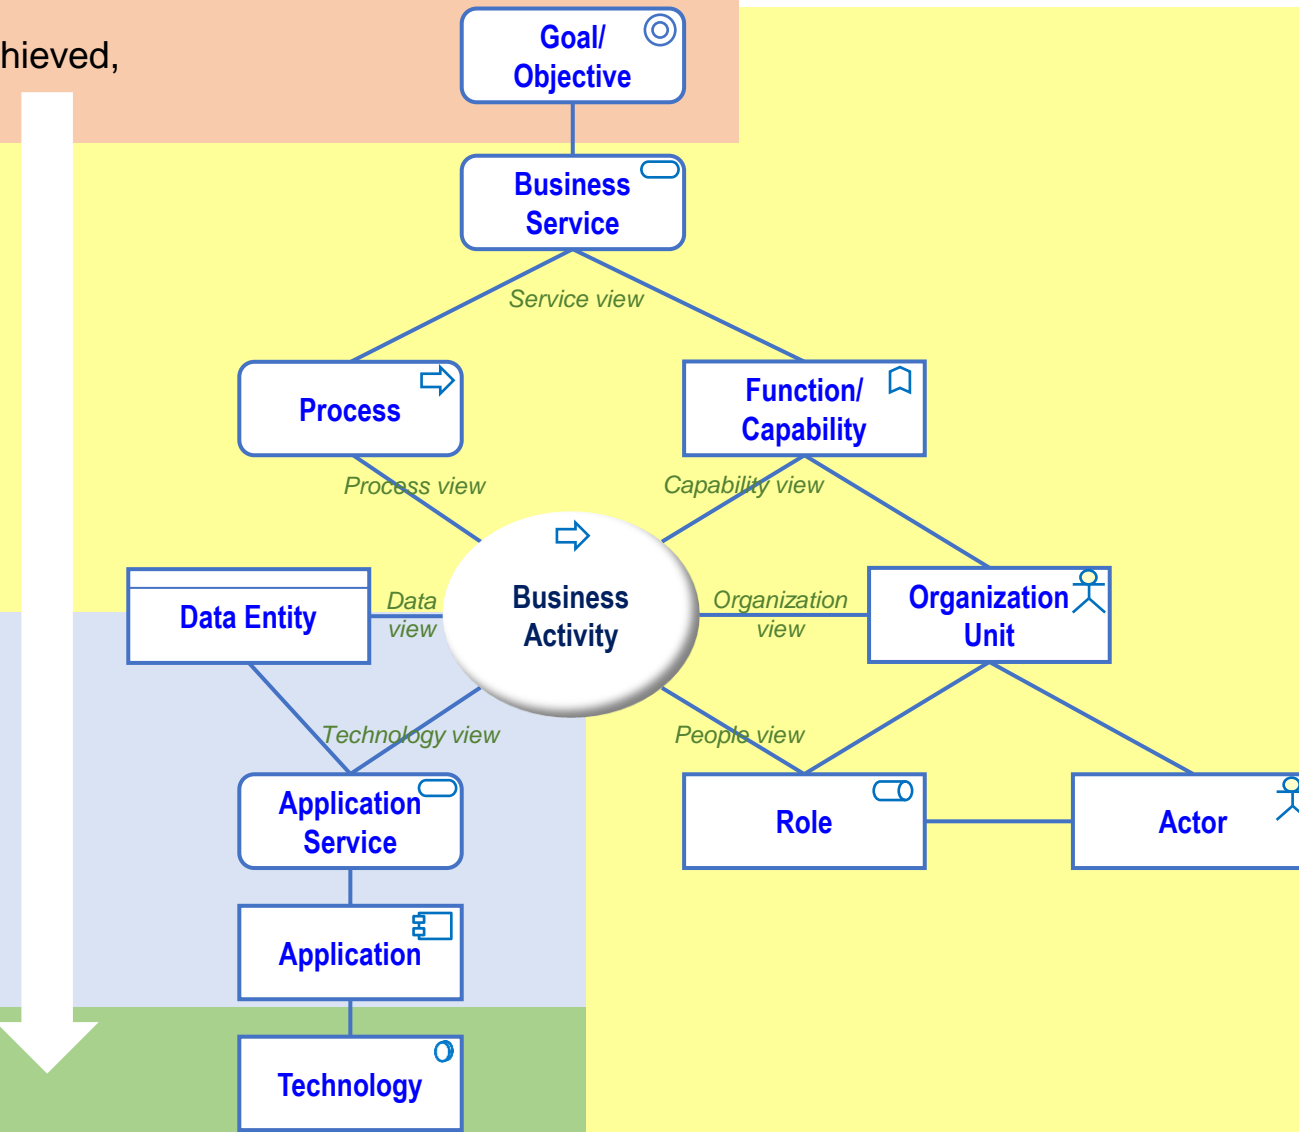 Goal/
Objective
hieved,
Business
Service
Service view
Process
Function/
Capability
Process view
Capability view
Data Entity
Data
view
Business
Activity
Organization
view
Organization
Unit
Technology view
People view
Application
Service
Role
Actor
Application
Technology